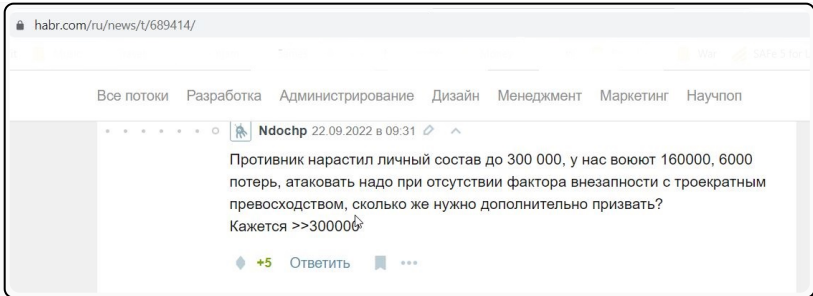 habr.com/ru/news/t/689414/
Все потоки Разработка Администрирование Дизайн Менеджмент Маркетинг Научпоп
Ndochp 22.09.2022 в 09:31
Противник нарастил личный состав до 300 000, у нас воюют 160000, 6000
потерь, атаковать надо при отсутствии фактора внезапности с троекратным
превосходством, сколько же нужно дополнительно призвать?
Кажется >>300000
+5 Ответить